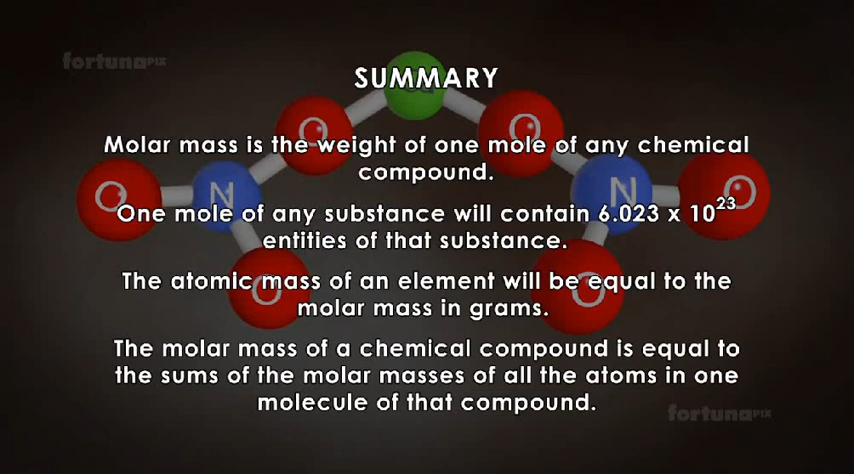 fortunaPIX
SUMMARY
Molar mass is the weight of one mole of any chemical
compound.
One mole of any substance will contain 6.023 x 10²³
entities of that substance.
The atomic mass of an element will be equal to the
molar mass in grams.
The molar mass of a chemical compound is equal to
the sums of the molar masses of all the atoms in one
molecule of that compound.
fortunaPIX
O
O
N
O
O
N
O
O